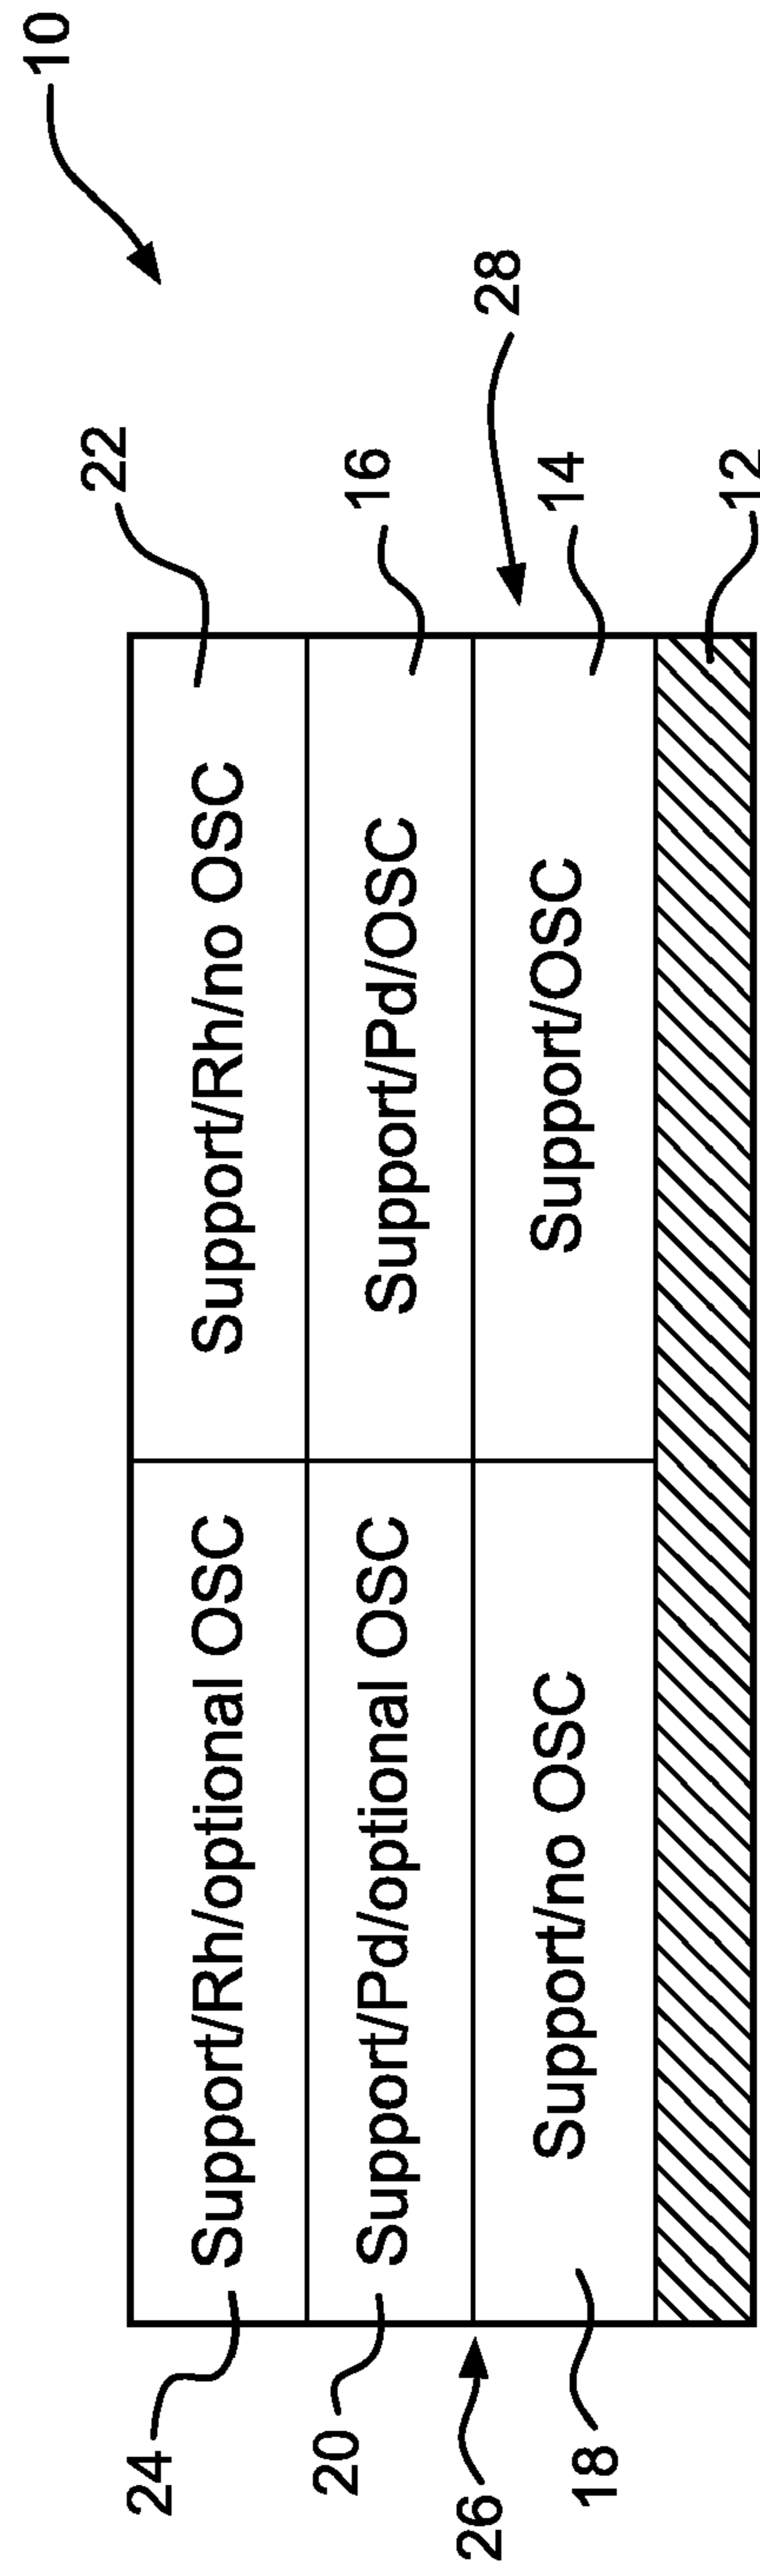 10
22
16
28
14
12
Support/Rh/optional OSC
Support/Rh/no OSC
Support/Pd/optional OSC
Support/Pd/OSC
Support/no OSC
Support/OSC
24
20
26
18